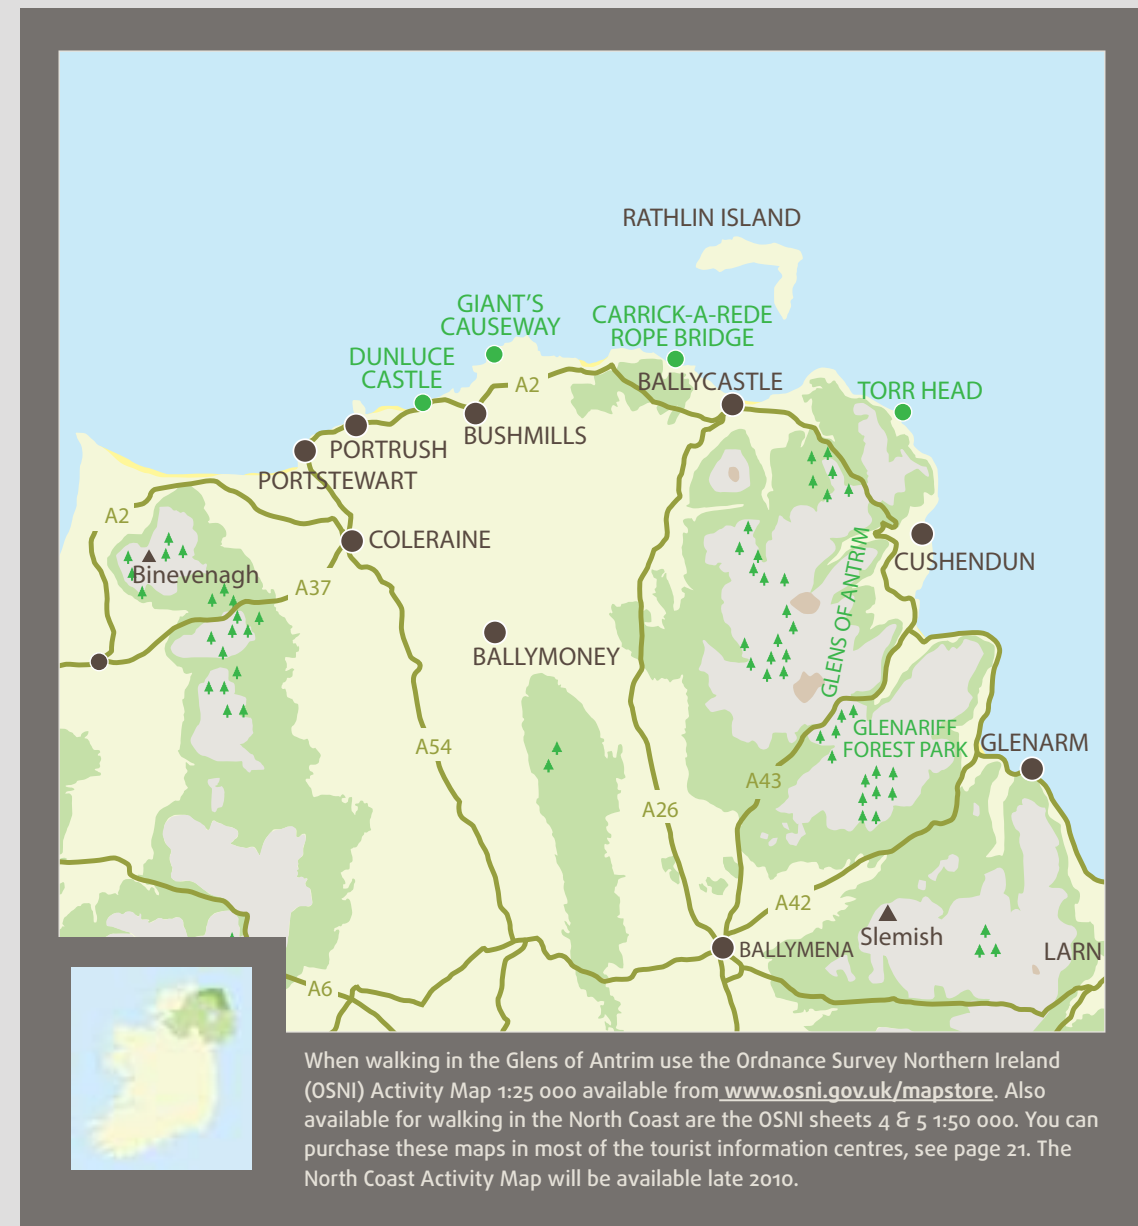 RATHLIN ISLAND
GIANT'S
CAUSEWAY
CARRICK-A-REDE
ROPE BRIDGE
DUNLUCE
CASTLE
A2
BALLYCASTLE
TORR HEAD
PORTRUSH
BUSHMILLS
PORTSTEWART
A2
COLERAINE
CUSHENDUN
Binevenagh
A37
GLENS OF ANTRIM
BALLYMONEY
GLENARIFF
FOREST PARK
GLENARM
A54
A43
A26
A42
Slemish
BALLYMENA
LARN
A6
When walking in the Glens of Antrim use the Ordnance Survey Northern Ireland
(OSNI) Activity Map 1:25 000 available from www.osni.gov.uk/mapstore. Also
available for walking in the North Coast are the OSNI sheets 4 & 5 1:50 000. You can
purchase these maps in most of the tourist information centres, see page 21. The
North Coast Activity Map will be available late 2010.